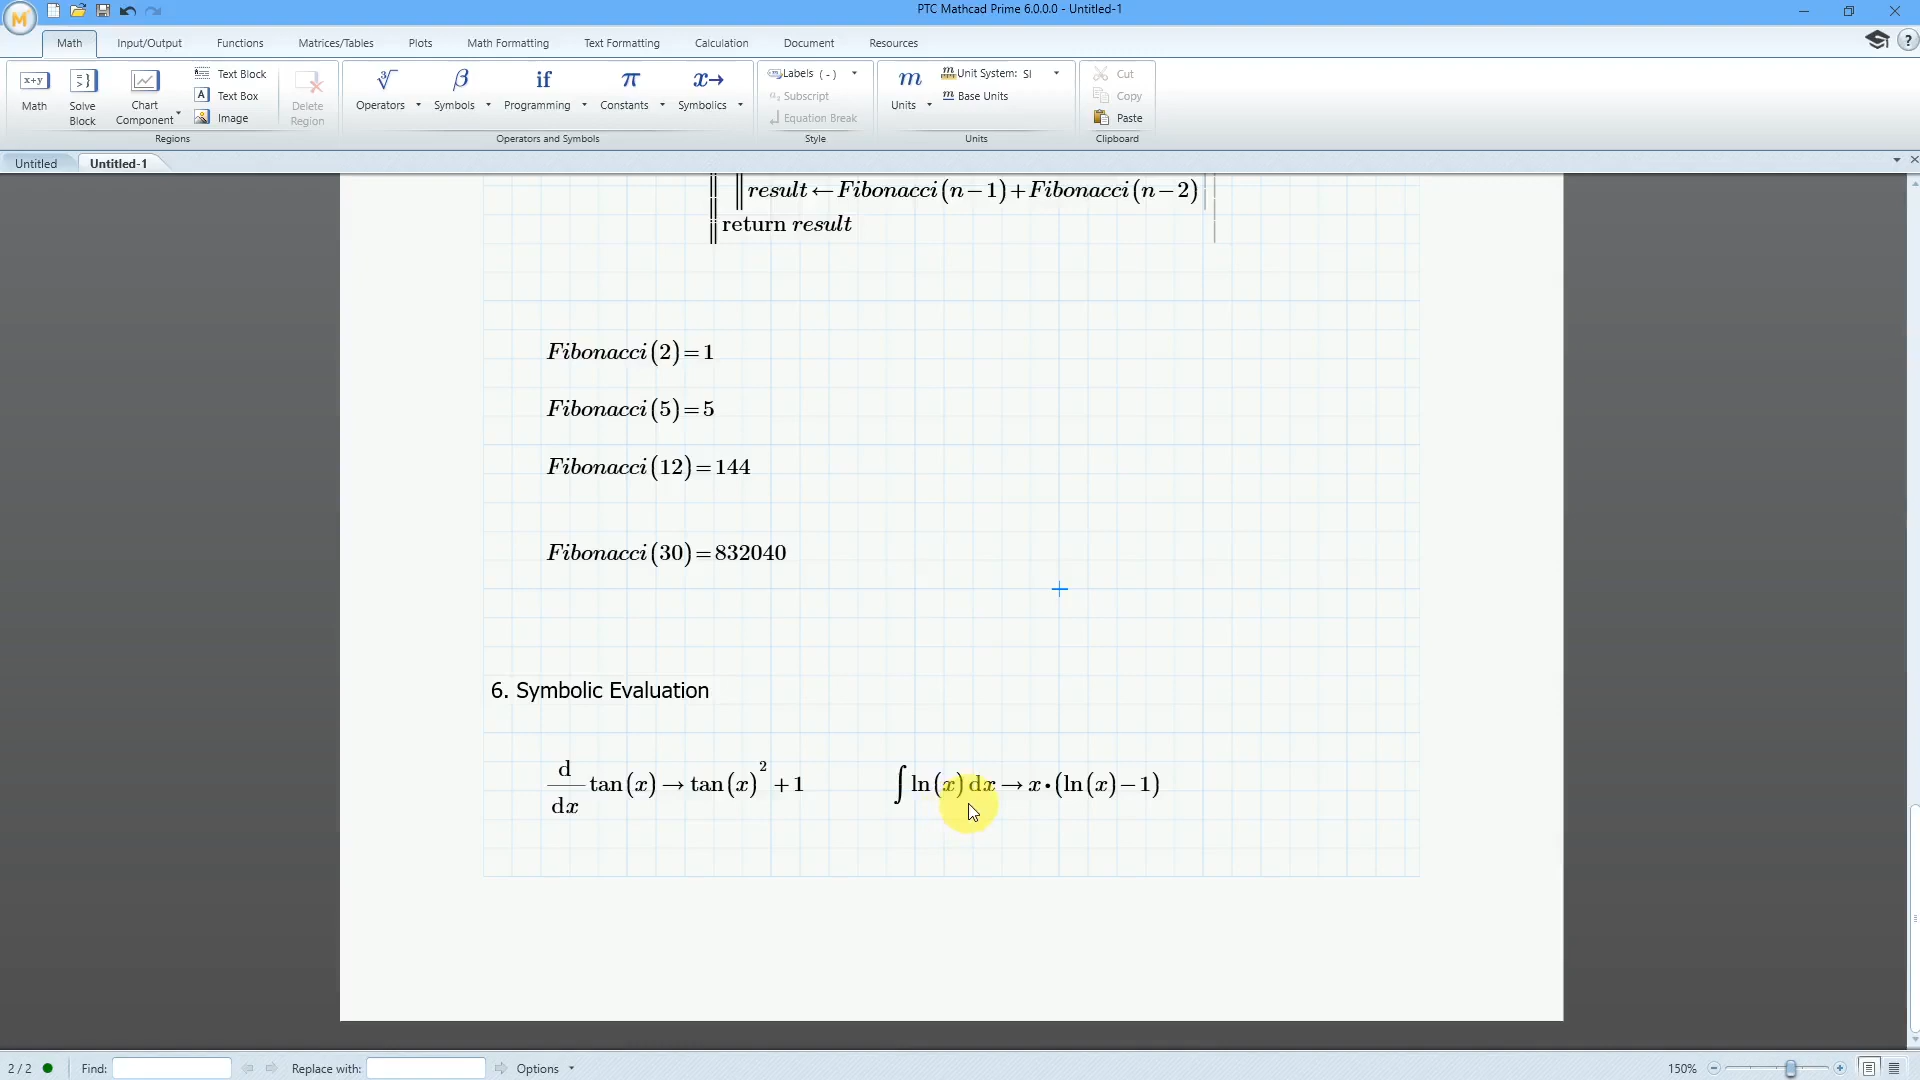 PTC Mathcad Prime 6.0.0.0 - Untitled-1
Math Input/Output Functions Matrices/Tables Plots Math Formatting Text Formatting Calculation Document Resources
Math
Solve Block
Chart Component
Text Block
Text Box
Image
Delete Region
Regions
Operators Symbols Programming Constants Symbolics
Operators and Symbols
Labels ( - )
Subscript
Equation Break
Style
Units
Unit System: SI
Base Units
Units
Cut
Copy
Paste
Clipboard
Untitled Untitled-1
result←Fibonacci(n−1)+Fibonacci(n−2)
return result
Fibonacci(2)=1
Fibonacci(5)=5
Fibonacci(12)=144
Fibonacci(30)=832040
6. Symbolic Evaluation
d/dx tan(x)→tan(x)²+1 ∫ln(x)dx→x•(ln(x)−1)
2 / 2 Find: Replace with: Options 150%